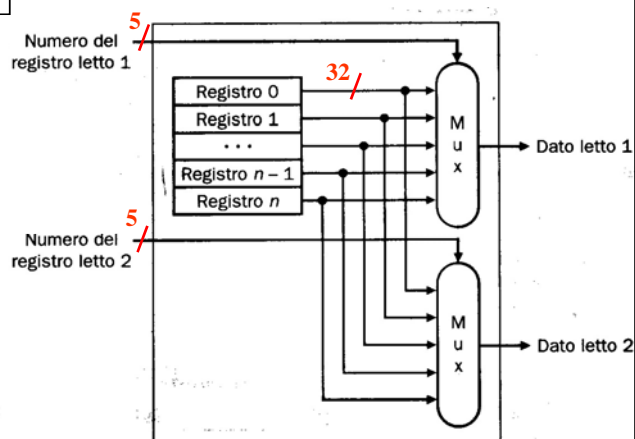 5
Numero del
registro letto 1
32
Registro 0
Registro 1
...
Registro n – 1
Registro n
M
u
x
Dato letto 1
5
Numero del
registro letto 2
M
u
x
Dato letto 2